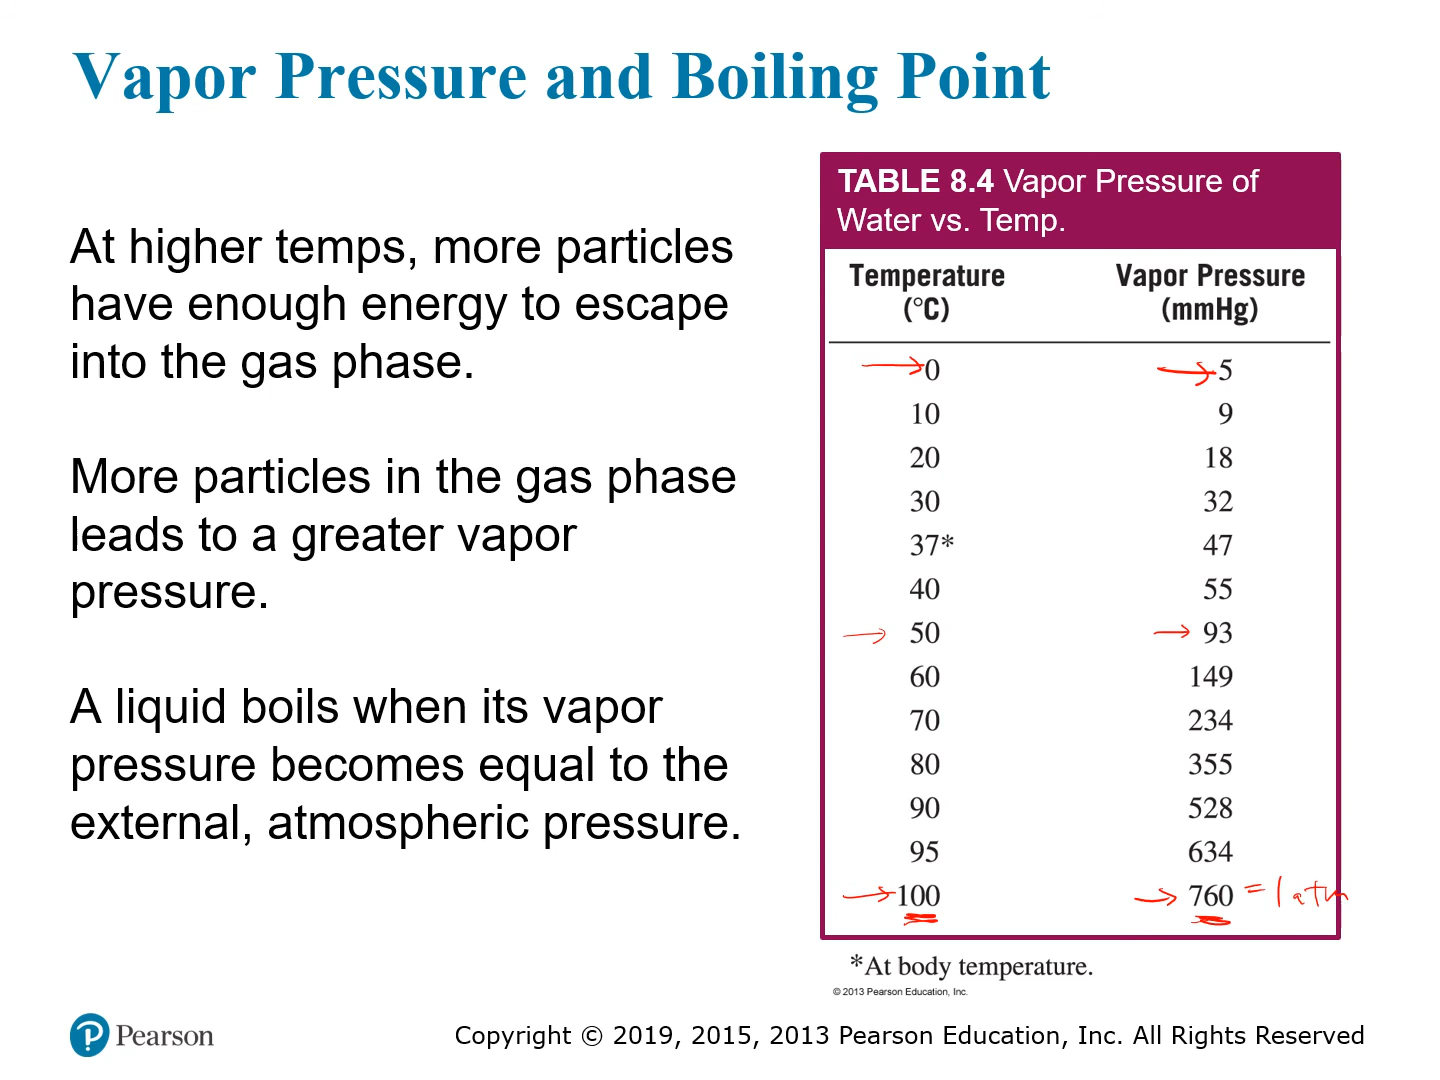 Vapor Pressure and Boiling Point
At higher temps, more particles
have enough energy to escape
into the gas phase.
More particles in the gas phase
leads to a greater vapor
pressure.
A liquid boils when its vapor
pressure becomes equal to the
external, atmospheric pressure.
TABLE 8.4 Vapor Pressure of
Water vs. Temp.
Temperature Vapor Pressure
(°C) (mmHg)
0 5
10 9
20 18
30 32
37* 47
40 55
50 93
60 149
70 234
80 355
90 528
95 634
100 760 = 1 atm
*At body temperature.
© 2013 Pearson Education, Inc.
Pearson
Copyright © 2019, 2015, 2013 Pearson Education, Inc. All Rights Reserved